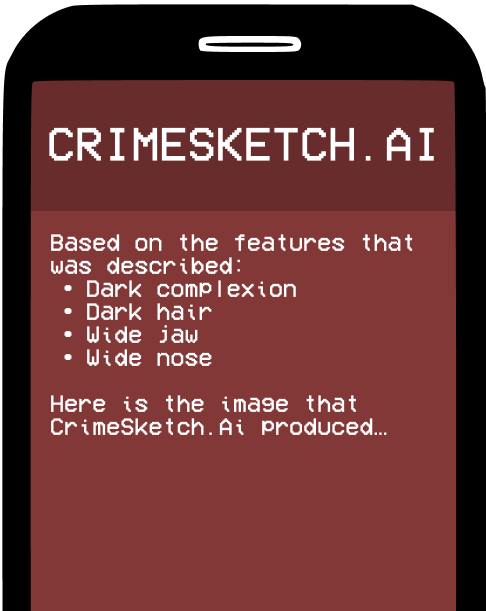 CRIMESKETCH.AI
Based on the features that
was described:
• Dark complexion
• Dark hair
• Wide jaw
• Wide nose
Here is the image that
CrimeSketch.Ai produced…